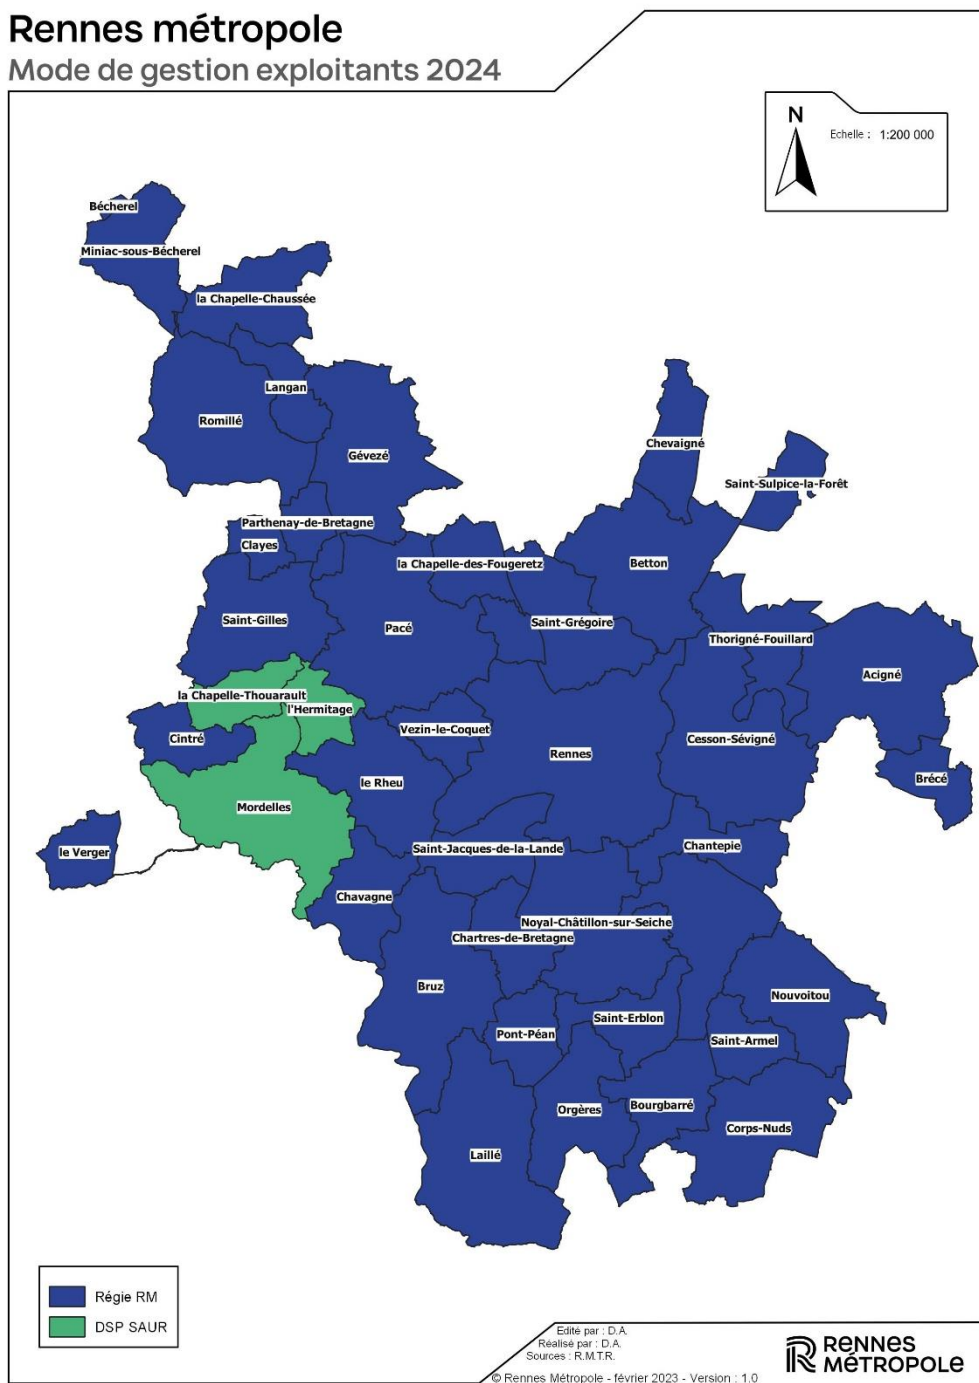 Rennes métropole
Mode de gestion exploitants 2024
N
Echelle : 1:200 000
Bécherel
Miniac-sous-Bécherel
la Chapelle-Chaussée
Langan
Romillé
Gévezé
Chevaigné
Saint-Sulpice-la-Forêt
Parthenay-de-Bretagne
Clayes
la Chapelle-des-Fougeretz
Betton
Saint-Gilles
Pacé
Saint-Grégoire
Thorigné-Fouillard
Acigné
la Chapelle-Thouarault
l'Hermitage
Vezin-le-Coquet
Cintré
Rennes
Cesson-Sévigné
le Rheu
Brécé
Mordelles
le Verger
Saint-Jacques-de-la-Lande
Chantepie
Chavagne
Noyal-Châtillon-sur-Seiche
Chartres-de-Bretagne
Bruz
Nouvoitou
Saint-Erblon
Pont-Péan
Saint-Armel
Orgères
Bourgbarré
Corps-Nuds
Laillé
Régie RM
DSP SAUR
Edité par : D.A.
Réalisé par : D.A.
Sources : R.M.T.R.
© Rennes Métropole - février 2023 - Version : 1.0
RENNES
MÉTROPOLE